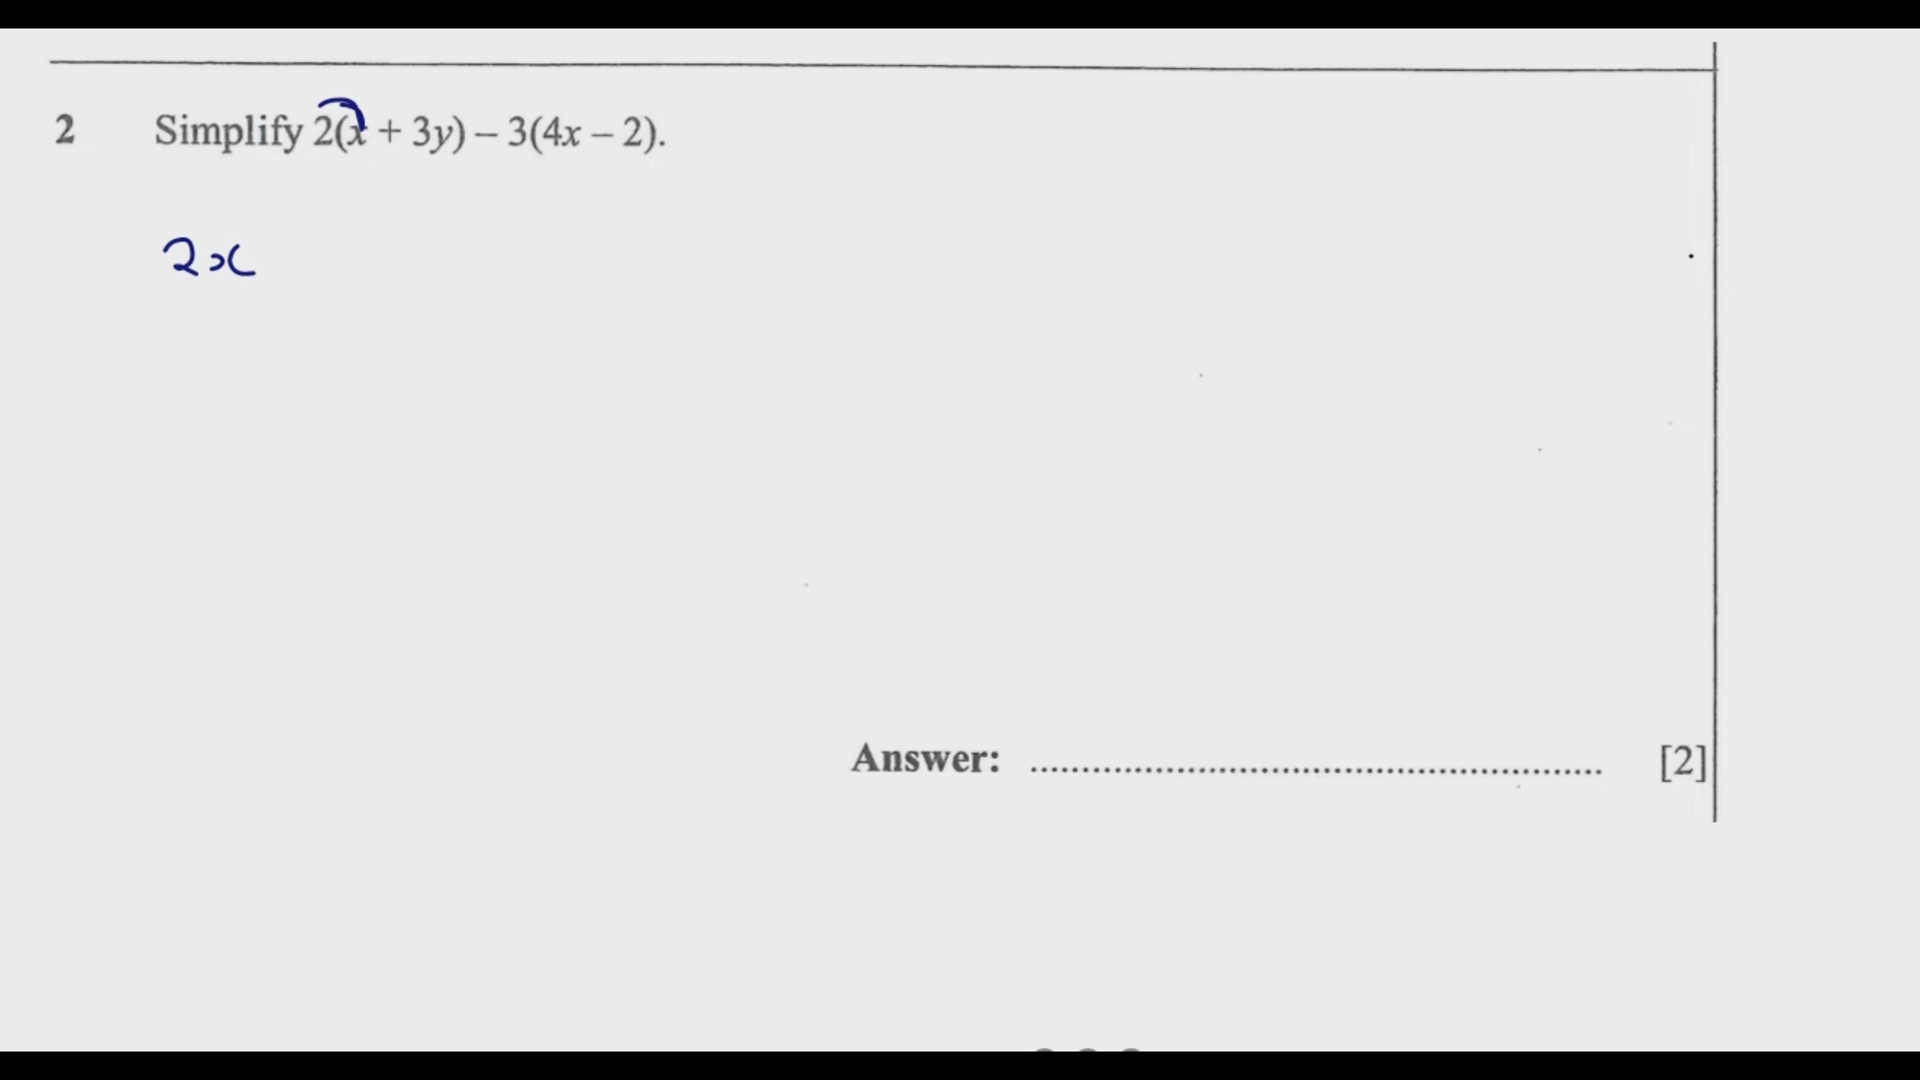 2 Simplify 2(x + 3y) – 3(4x – 2).
2x
Answer: ........................................................ [2]